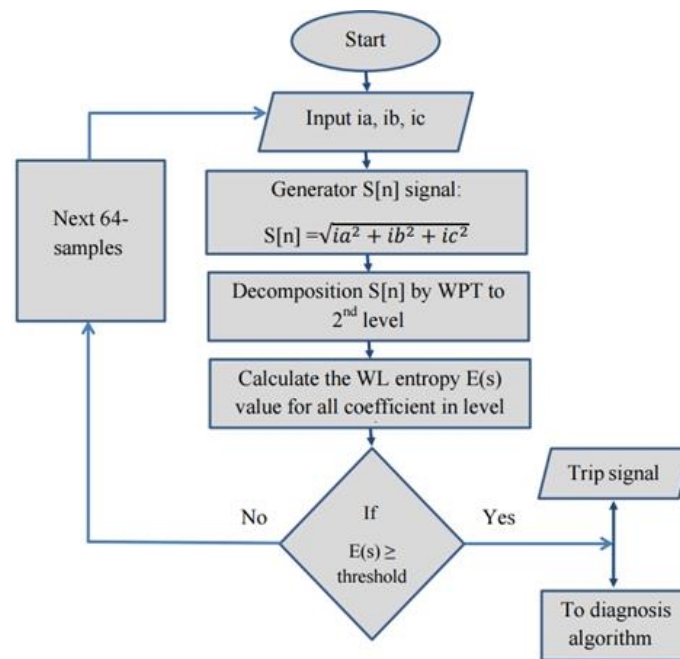 Start
Input ia, ib, ic
Generator S[n] signal:
S[n] =√ia² + ib² + ic²
Decomposition S[n] by WPT to
2nd level
Calculate the WL entropy E(s)
value for all coefficient in level
If
E(s) ≥
threshold
No
Next 64-
samples
Yes
Trip signal
To diagnosis
algorithm